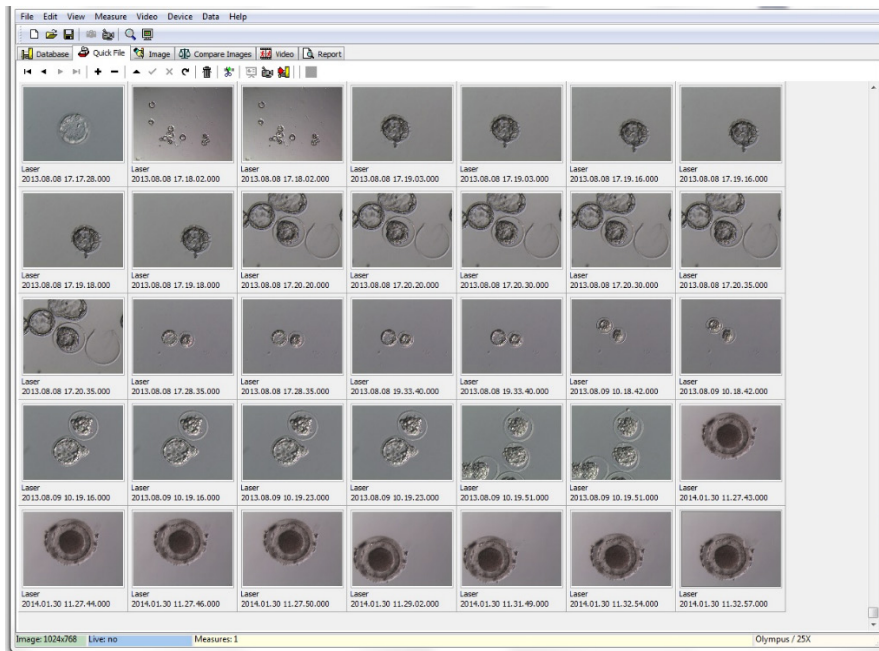 File Edit View Measure Video Device Data Help
Database Quick File Image Compare Images Video Report
Laser Laser Laser Laser Laser Laser Laser
2013.08.08 17.17.28.000 2013.08.08 17.18.02.000 2013.08.08 17.18.02.000 2013.08.08 17.19.03.000 2013.08.08 17.19.03.000 2013.08.08 17.19.16.000 2013.08.08 17.19.16.000
Laser Laser Laser Laser Laser Laser Laser
2013.08.08 17.19.18.000 2013.08.08 17.19.18.000 2013.08.08 17.20.20.000 2013.08.08 17.20.20.000 2013.08.08 17.20.30.000 2013.08.08 17.20.30.000 2013.08.08 17.20.35.000
Laser Laser Laser Laser Laser Laser Laser
2013.08.08 17.20.35.000 2013.08.08 17.28.35.000 2013.08.08 17.28.35.000 2013.08.08 19.33.40.000 2013.08.08 19.33.40.000 2013.08.09 10.18.42.000 2013.08.09 10.18.42.000
Laser Laser Laser Laser Laser Laser Laser
2013.08.09 10.19.16.000 2013.08.09 10.19.16.000 2013.08.09 10.19.23.000 2013.08.09 10.19.23.000 2013.08.09 10.19.51.000 2013.08.09 10.19.51.000 2014.01.30 11.27.43.000
Laser Laser Laser Laser Laser Laser Laser
2014.01.30 11.27.44.000 2014.01.30 11.27.46.000 2014.01.30 11.27.50.000 2014.01.30 11.29.02.000 2014.01.30 11.31.49.000 2014.01.30 11.32.54.000 2014.01.30 11.32.57.000
Image: 1024x768 Live: no Measures: 1 Olympus / 25X